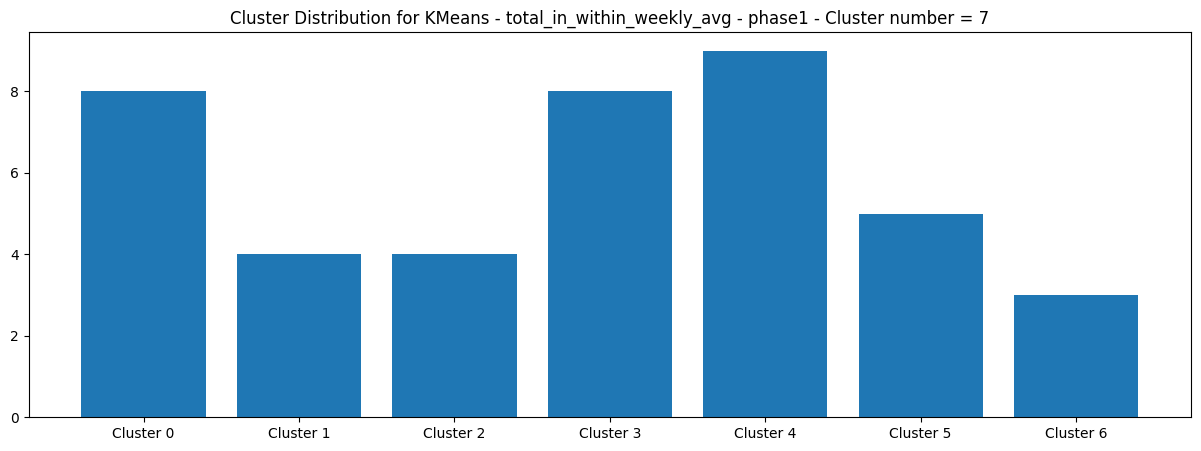 Cluster Distribution for KMeans - total_in_within_weekly_avg - phase1 - Cluster number = 7
8
6
4
2
0
Cluster 0 Cluster 1 Cluster 2 Cluster 3 Cluster 4 Cluster 5 Cluster 6